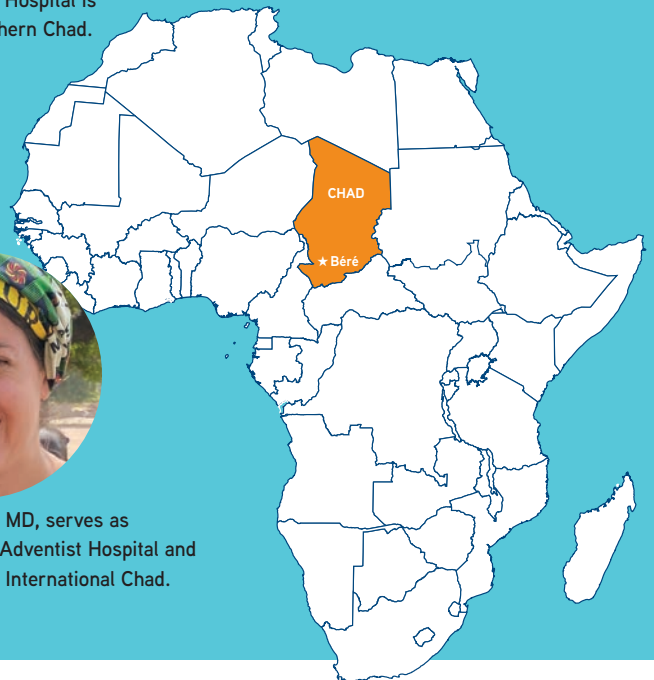 Hospital is
hern Chad.
CHAD
★ Béré
MD, serves as
Adventist Hospital and
International Chad.